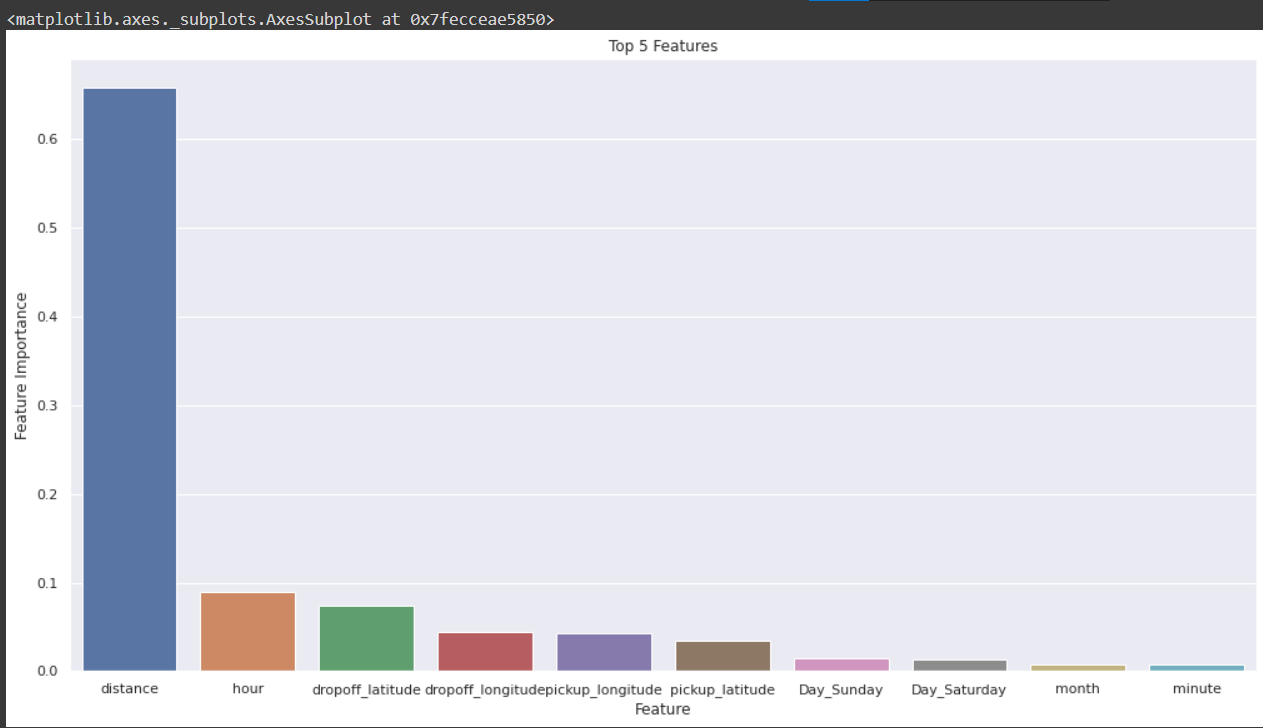 <matplotlib.axes._subplots.AxesSubplot at 0x7fecceae5850>
Top 5 Features
Feature Importance
0.6
0.5
0.4
0.3
0.2
0.1
0.0
distance hour dropoff_latitude dropoff_longitude pickup_longitude pickup_latitude Day_Sunday Day_Saturday month minute
Feature